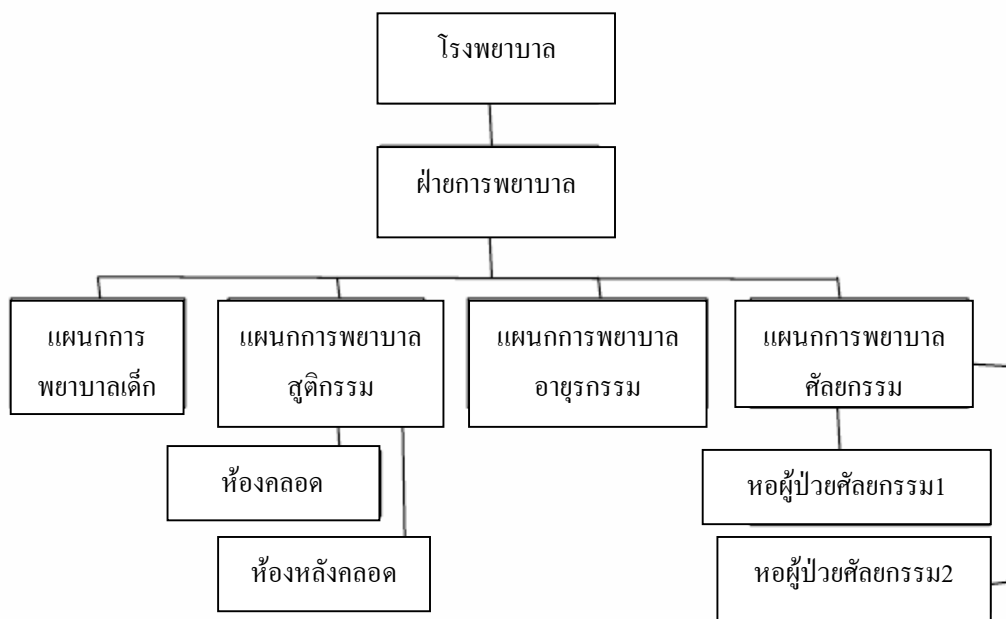 โรงพยาบาล
ฝ่ายการพยาบาล
แผนกการ
พยาบาลเด็ก
แผนกการพยาบาล
สูติกรรม
แผนกการพยาบาล
อายุรกรรม
แผนกการพยาบาล
ศัลยกรรม
ห้องคลอด
หอผู้ป่วยศัลยกรรม1
ห้องหลังคลอด
หอผู้ป่วยศัลยกรรม2